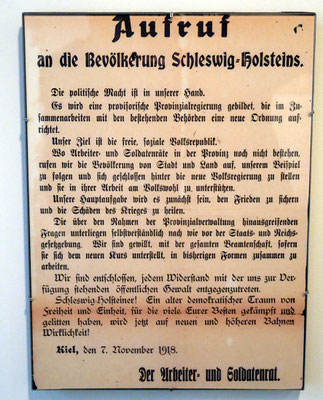 Aufruf
an die Bevölkerung Schleswig-Holsteins.
Die politische Macht ist in unserer Hand.
Es wird eine provisorische Provinzialregierung gebildet, die im Zu-
sammenarbeiten mit den bestehenden Behörden eine neue Ordnung auf-
richtet.
Unser Ziel ist die freie, soziale Volksrepublik.
Wo Arbeiter- und Soldatenräte in der Provinz noch nicht bestehen,
rufen wir die Bevölkerung von Stadt und Land auf, unserem Beispiel
zu folgen und sich geschlossen hinter die neue Volksregierung zu stellen
und sie in ihrer Arbeit am Volkswohl zu unterstützen.
Unsere Hauptaufgabe wird es zunächst sein, den Frieden zu sichern
und die Schäden des Krieges zu heilen.
Die über den Rahmen der Provinzialverwaltung hinausgreifenden
Fragen unterliegen selbstverständlich nach wie vor der Staats- und Reichs-
gesetzgebung. Wir sind gewillt, mit der gesamten Beamtenschaft, sofern
sie sich dem neuen Kurs unterstellt, in bisherigen Formen zusammen zu
arbeiten.
Wir sind entschlossen, jedem Widerstand mit der uns zur Ver-
fügung stehenden öffentlichen Gewalt entgegenzutreten.
Schleswig-Holsteiner! Ein alter demokratischer Traum von
Freiheit und Einheit, für die viele Eurer Besten gekämpft und
gelitten haben, wird jetzt auf neuen und höheren Bahnen
Wirklichkeit!
Kiel, den 7. November 1918.
Der Arbeiter- und Soldatenrat.